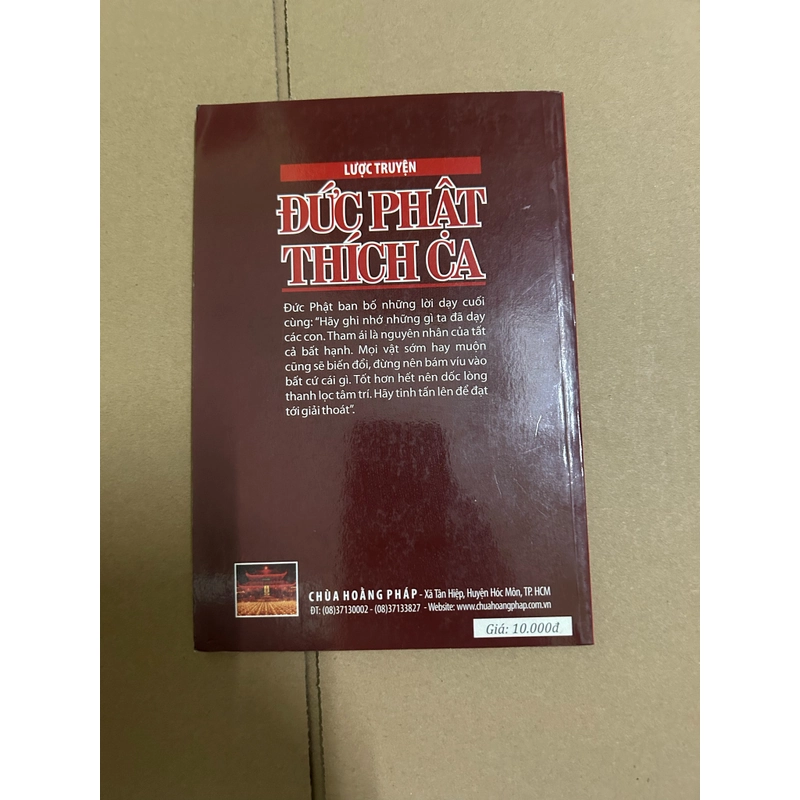 LƯỢC TRUYỆN
ĐỨC PHẬT
THÍCH CA
Đức Phật ban bố những lời dạy cuối
cùng: "Hãy ghi nhớ những gì ta đã dạy
các con. Tham ái là nguyên nhân của tất
cả bất hạnh. Mọi vật sớm hay muộn
cũng sẽ biến đổi, đừng nên bám víu vào
bất cứ cái gì. Tốt hơn hết nên dốc lòng
thanh lọc tâm trí. Hãy tinh tấn lên để đạt
tới giải thoát".
CHÙA HOẰNG PHÁP - Xã Tân Hiệp, Huyện Hóc Môn, TP. HCM
ĐT: (08)37130002 - (08)37133827 - Website: www.chuahoangphap.com.vn
Giá: 10.000đ